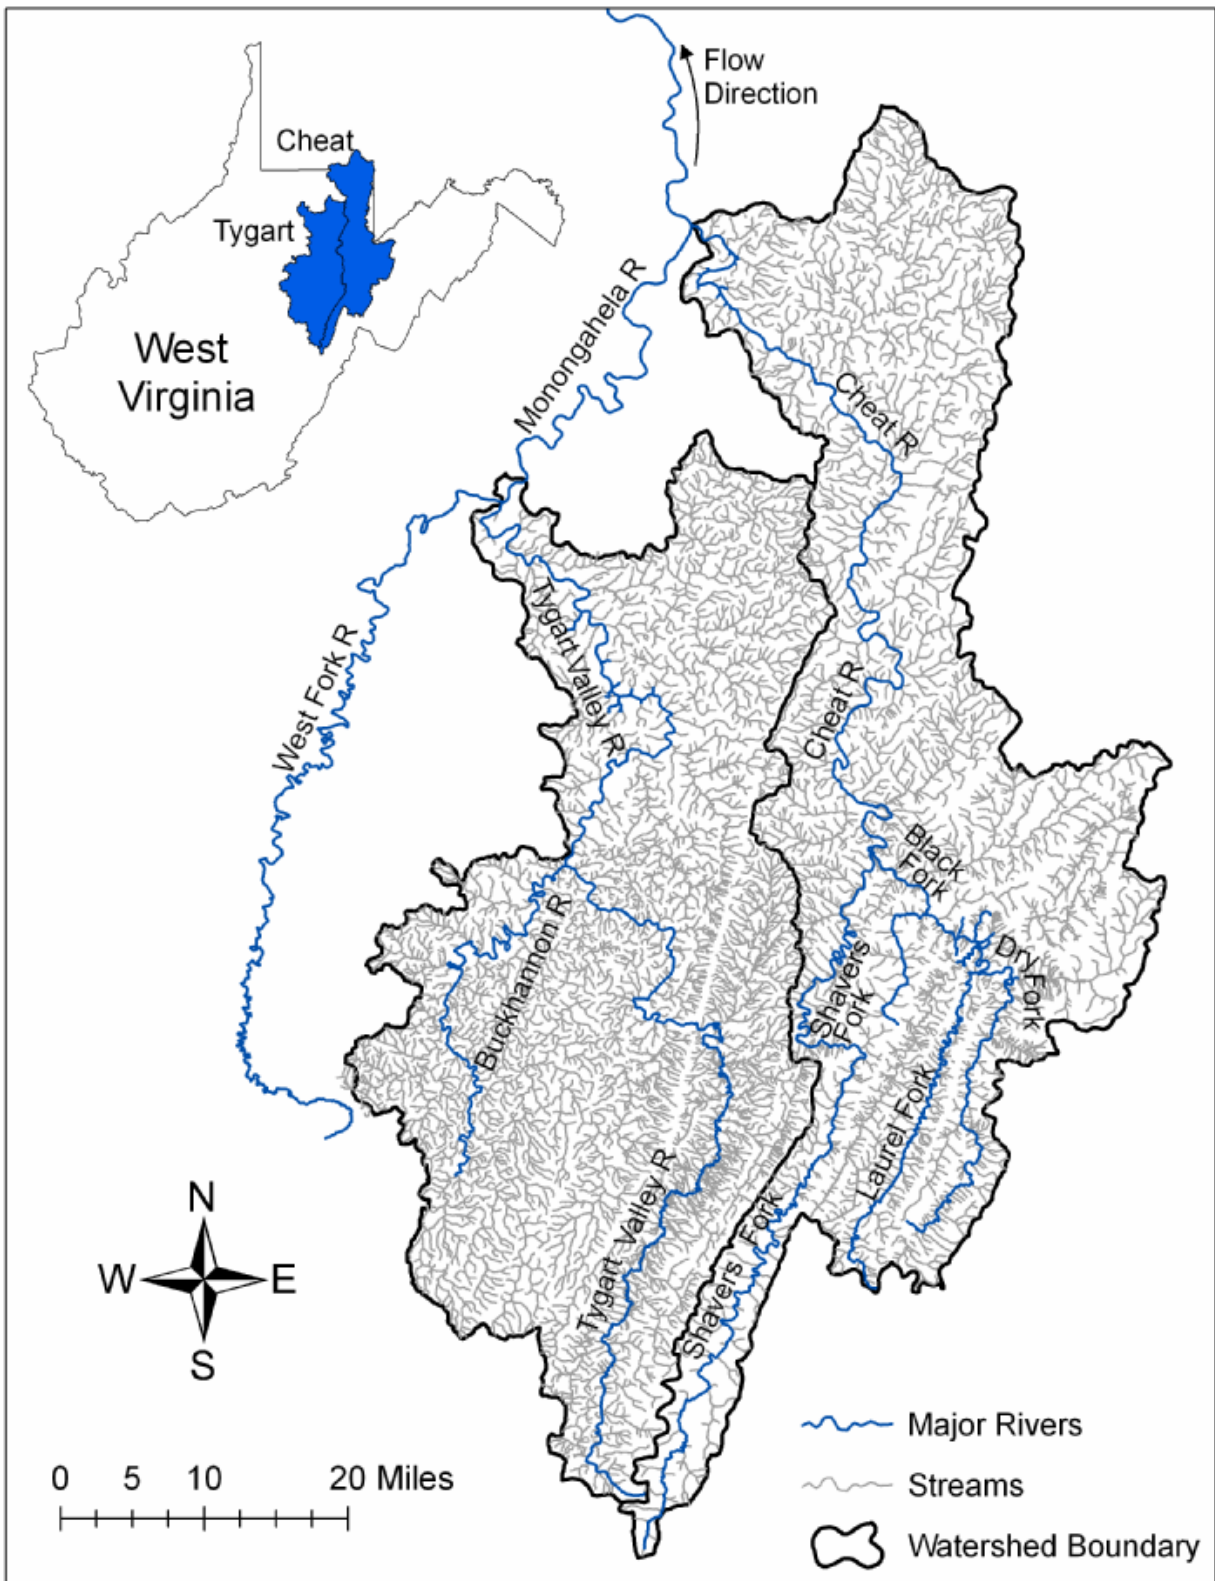 Flow
Direction
Cheat
Tygart
West
Virginia
Monongahela R
Cheat R
West Fork R
Tygart Valley R
Cheat R
Black
Fork
Buckhannon R
Shavers
Fork
Dry Fork
Laurel Fork
Tygart Valley R
Shavers Fork
N
W
E
S
0 5 10 20 Miles
Major Rivers
Streams
Watershed Boundary